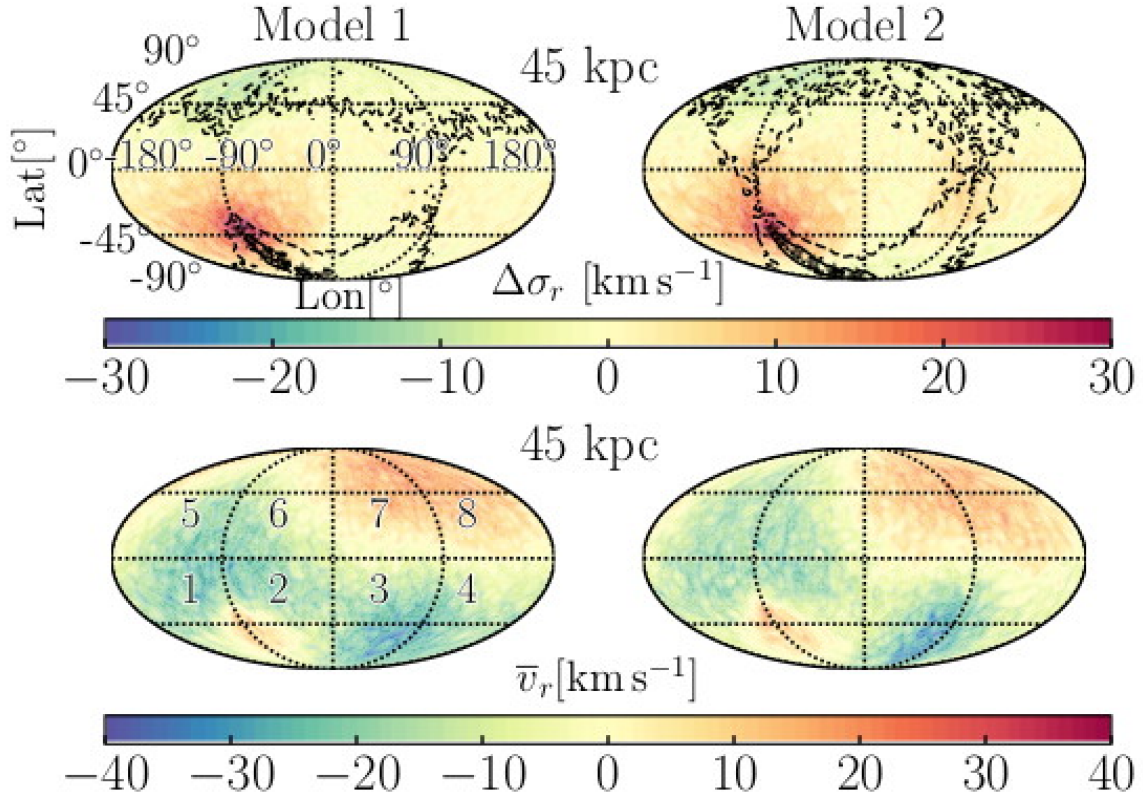 Model 1 Model 2
45 kpc
90°
45°
0° -180° -90° 0° 90° 180°
Lat[°]
-45°
-90°
Lon[°] Δσ_r [km s⁻¹]
−30 −20 −10 0 10 20 30
45 kpc
5 6 7 8
1 2 3 4
v̅_r[km s⁻¹]
−40 −30 −20 −10 0 10 20 30 40